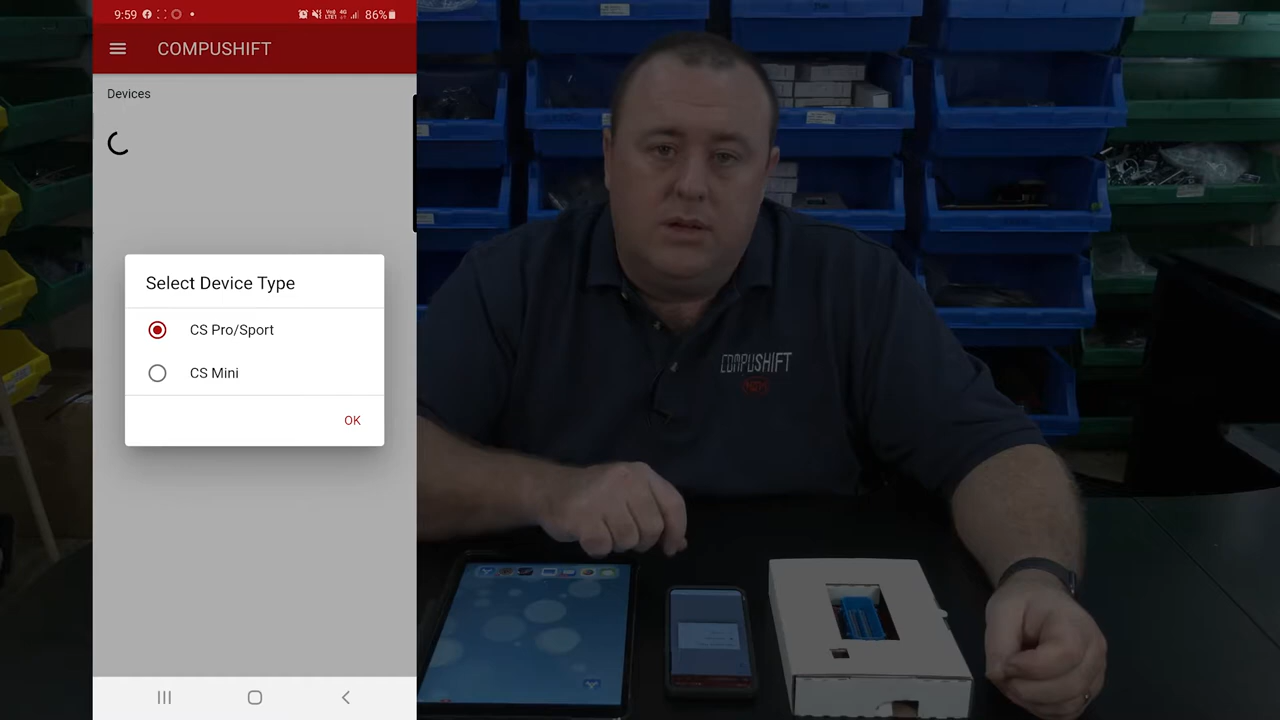 9:59
86%
COMPUSHIFT
Devices
Select Device Type
CS Pro/Sport
CS Mini
OK
COMPUSHIFT